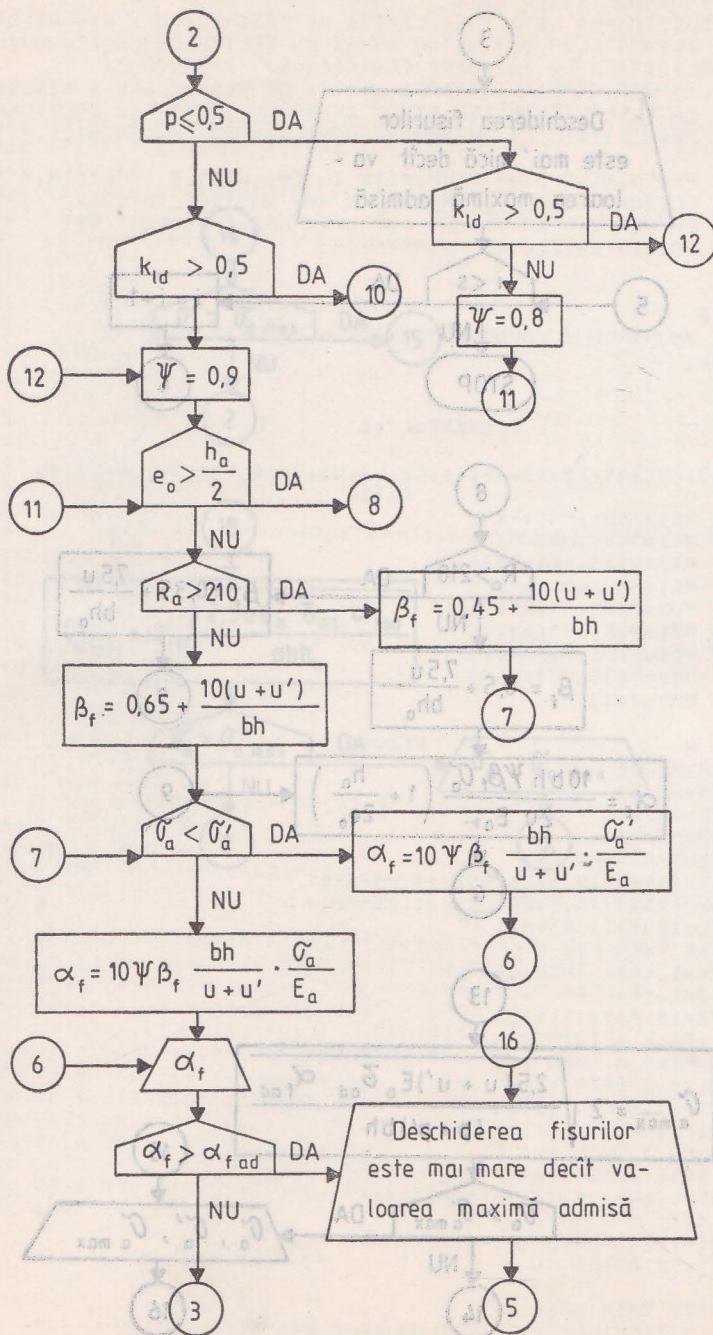 2
p ⩽ 0,5
DA
NU
k_ld > 0,5
DA
12
NU
ψ = 0,8
11
k_ld > 0,5
DA
10
NU
12
ψ = 0,9
e_o > h_a/2
DA
8
11
NU
R_a > 210
DA
β_f = 0,45 + 10(u + u')/bh
7
NU
β_f = 0,65 + 10(u + u')/bh
7
σ_a < σ_a'
DA
α_f = 10 ψ β_f bh/(u + u') · σ_a'/E_a
6
NU
α_f = 10 ψ β_f bh/(u + u') · σ_a/E_a
6
α_f
α_f > α_f ad
DA
NU
3
16
Deschiderea fisurilor
este mai mare decît va-
loarea maximă admisă
5